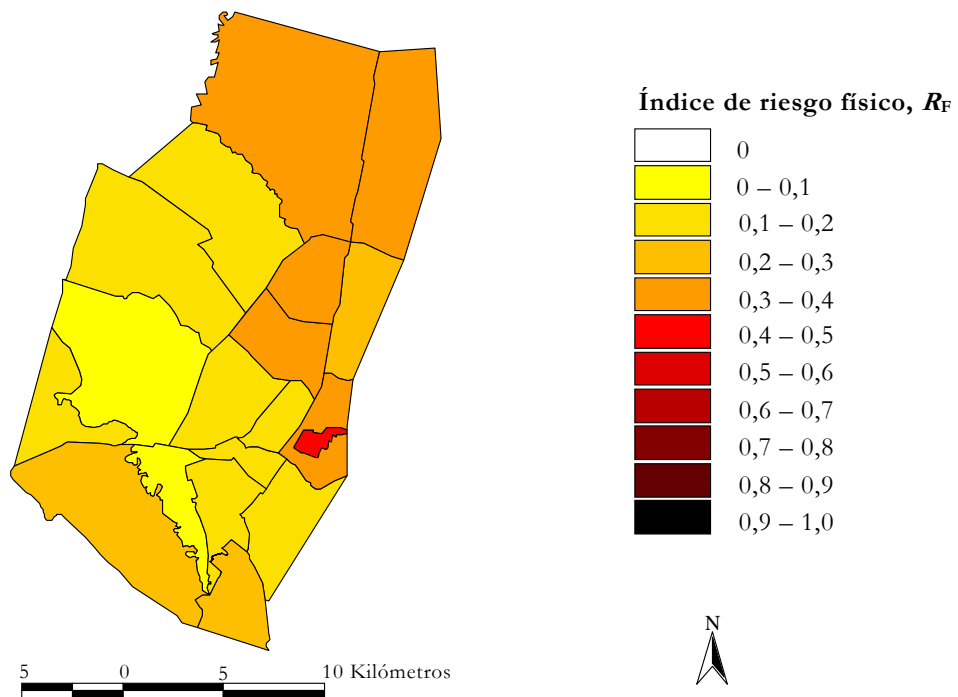 Índice de riesgo físico, RF
0
0 – 0,1
0,1 – 0,2
0,2 – 0,3
0,3 – 0,4
0,4 – 0,5
0,5 – 0,6
0,6 – 0,7
0,7 – 0,8
0,8 – 0,9
0,9 – 1,0
N
5 0 5 10 Kilómetros